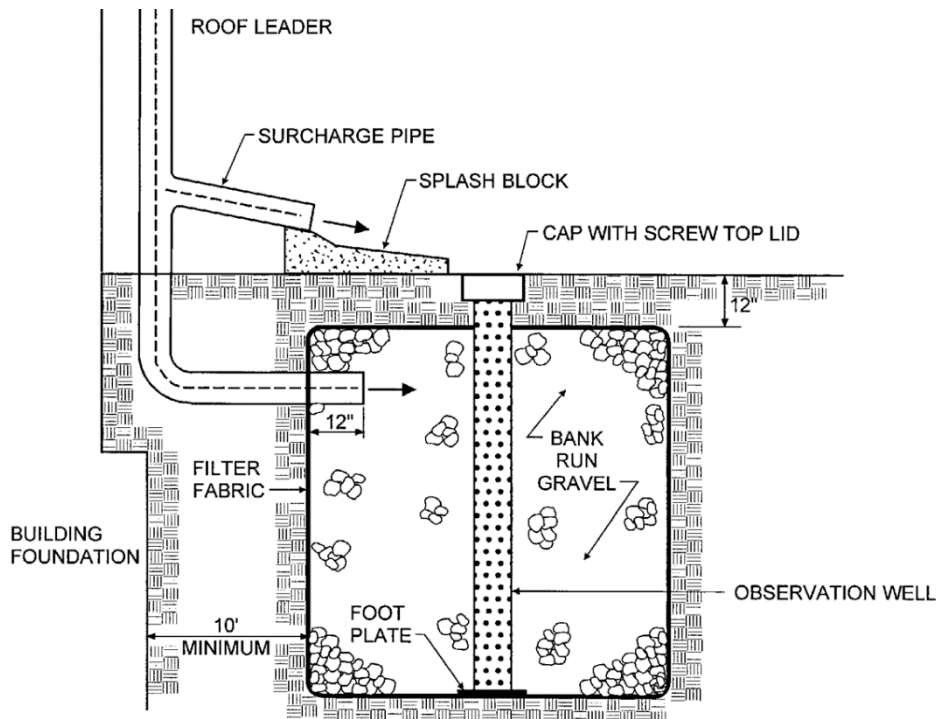 ROOF LEADER
SURCHARGE PIPE
SPLASH BLOCK
CAP WITH SCREW TOP LID
12"
12"
FILTER
FABRIC
BANK
RUN
GRAVEL
BUILDING
FOUNDATION
OBSERVATION WELL
FOOT
PLATE
10'
MINIMUM